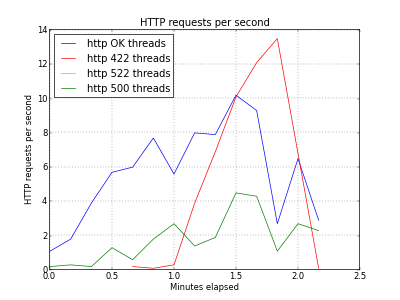 HTTP requests per second
14
12
10
8
6
4
2
0
HTTP requests per second
http OK threads
http 422 threads
http 522 threads
http 500 threads
0.0 0.5 1.0 1.5 2.0 2.5
Minutes elapsed